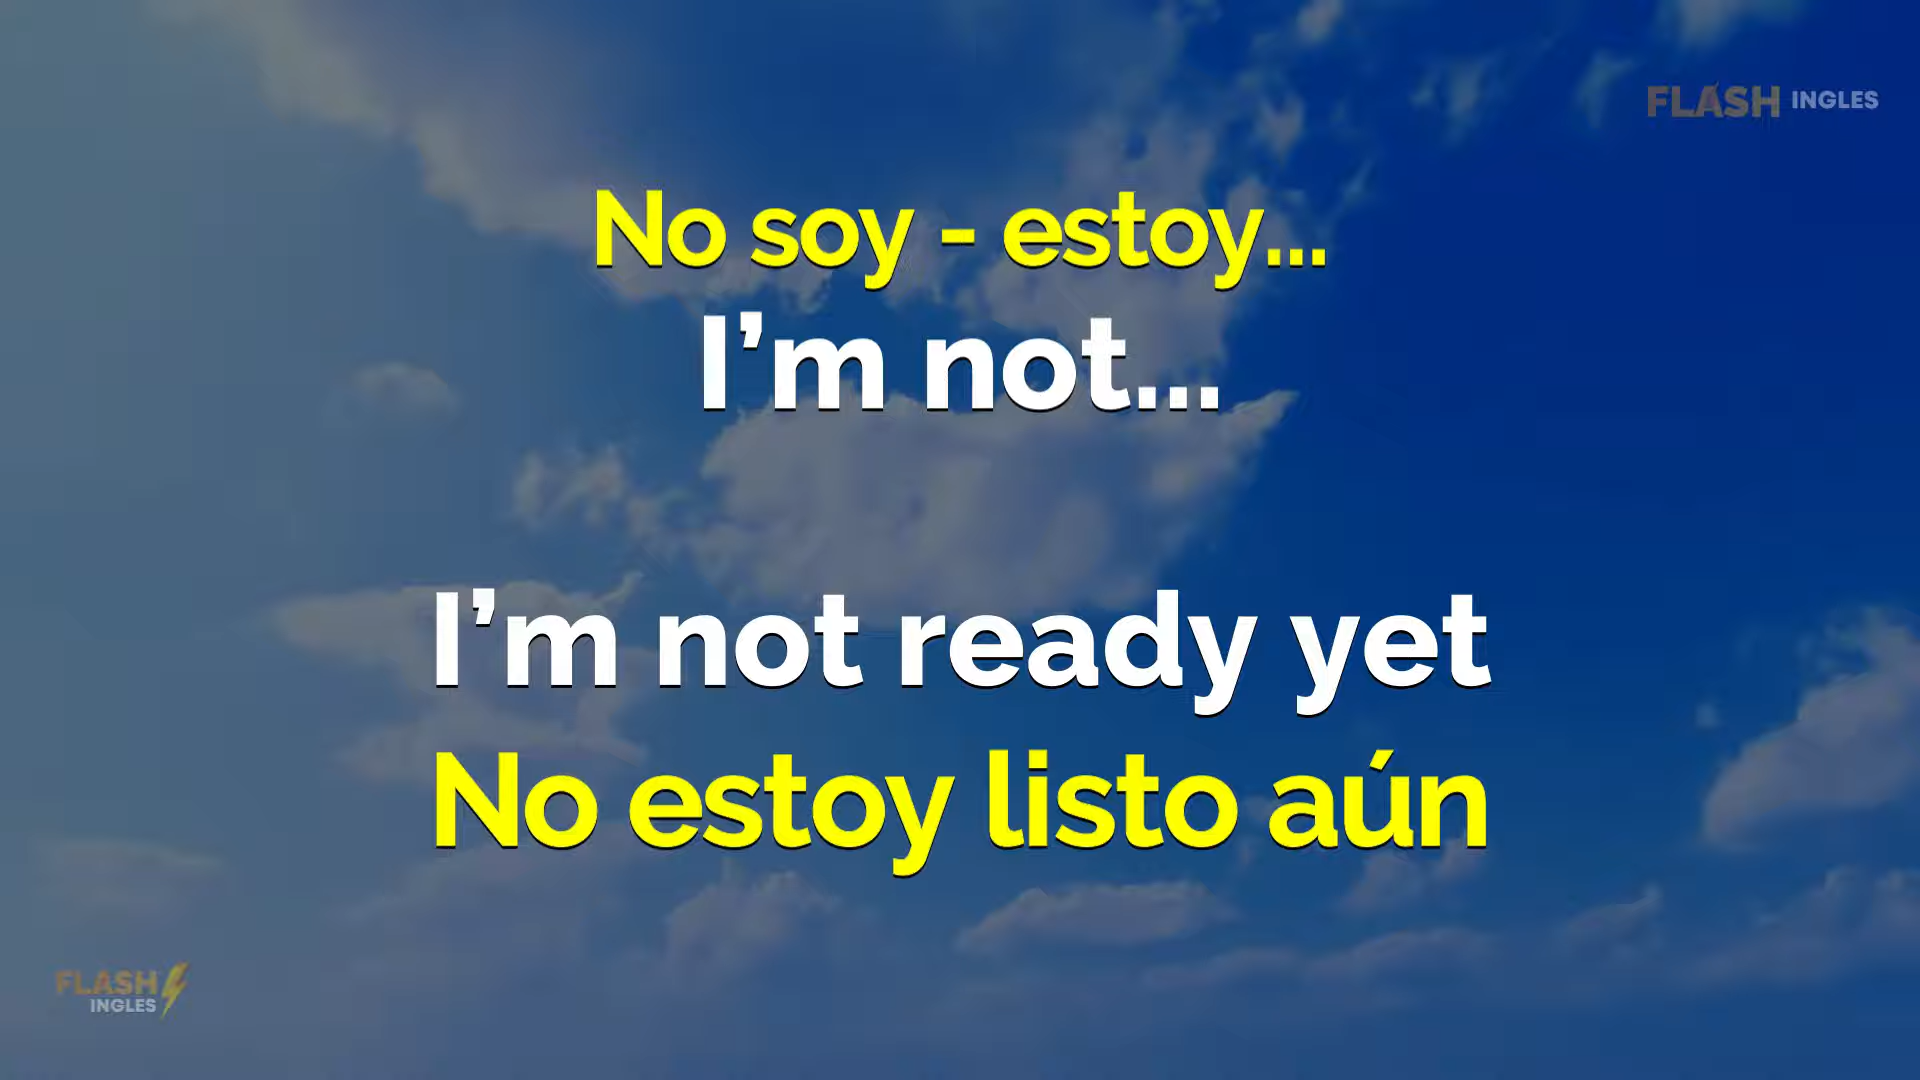 FLASH INGLES
No soy - estoy...
I’m not...
I’m not ready yet
No estoy listo aún
FLASH
INGLES